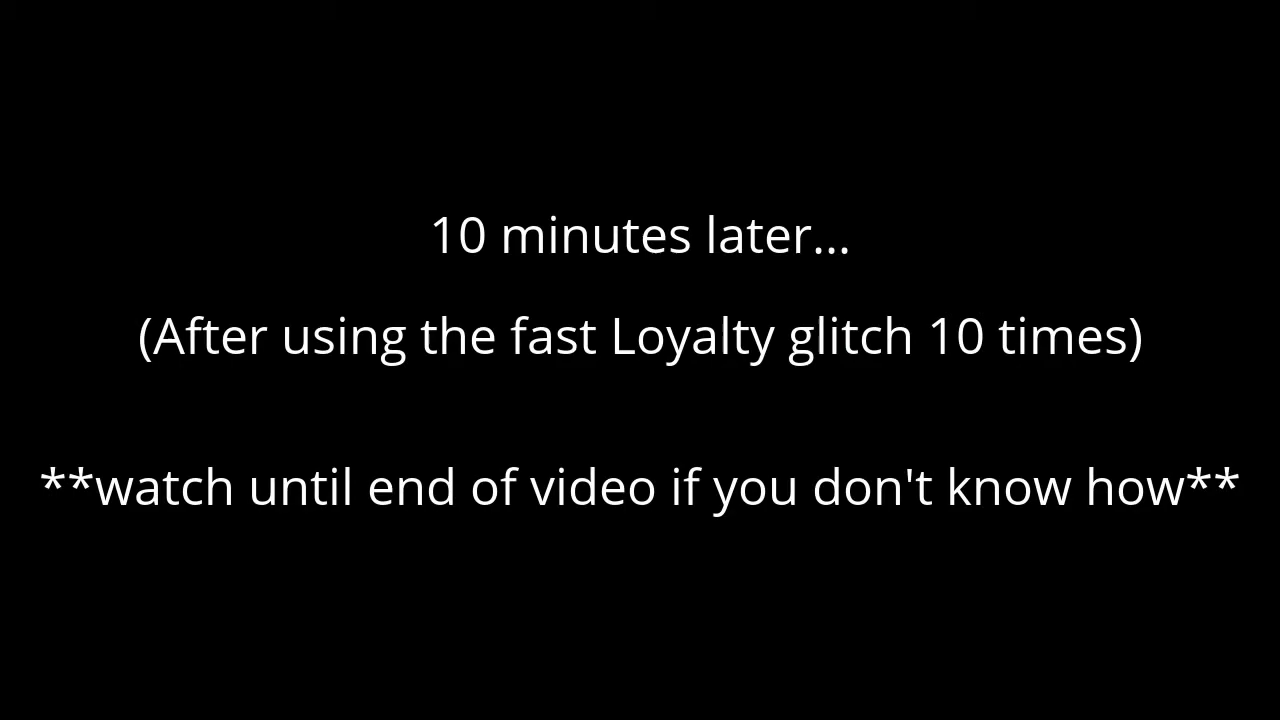 10 minutes later...
(After using the fast Loyalty glitch 10 times)
**watch until end of video if you don't know how**